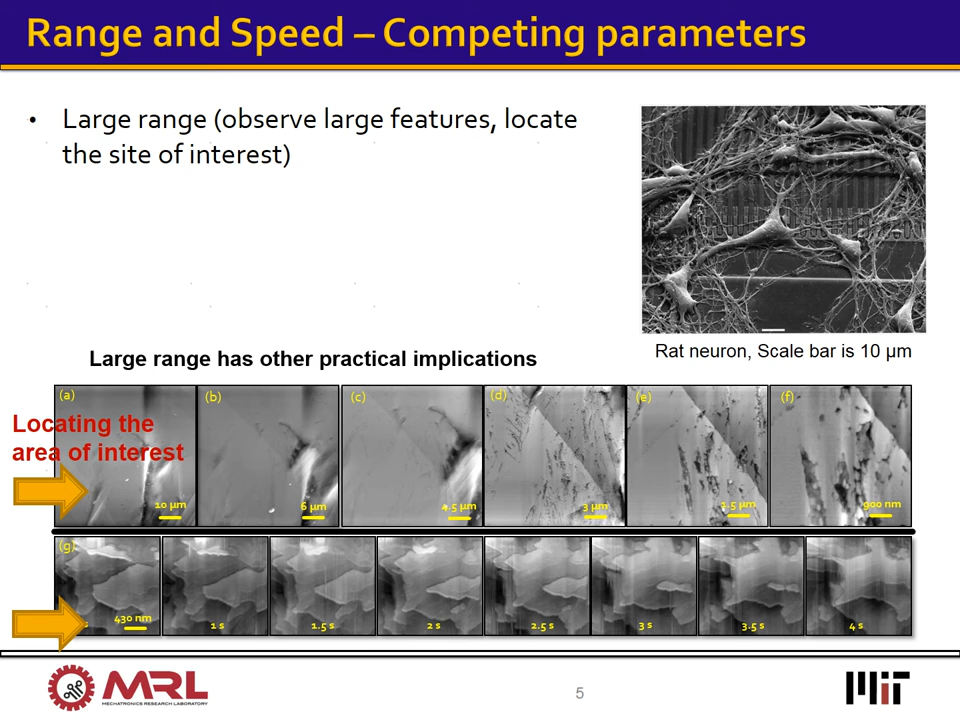 Range and Speed – Competing parameters
• Large range (observe large features, locate
the site of interest)
Rat neuron, Scale bar is 10 µm
Large range has other practical implications
(a) (b) (c) (d) (e) (f)
Locating the
area of interest
10 µm 6 µm 4.5 µm 3 µm 1.5 µm 900 nm
(g)
430 nm 1 s 1.5 s 2 s 2.5 s 3 s 3.5 s 4 s
MRL
MECHATRONICS RESEARCH LABORATORY
5
MIT